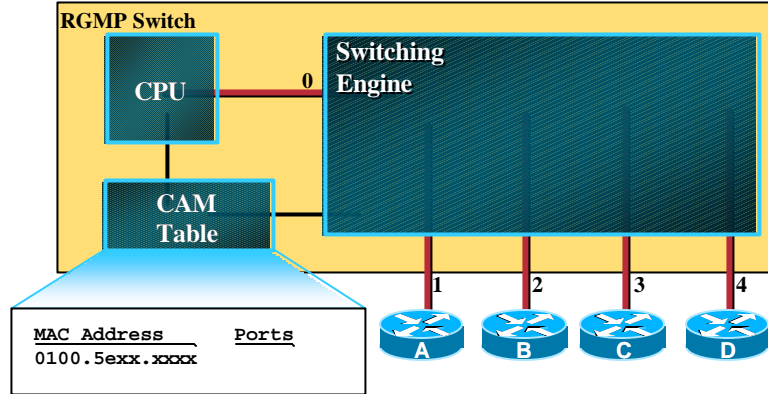 RGMP Switch
CPU
0
Switching
Engine
CAM
Table
1
2
3
4
A
B
C
D
MAC Address Ports
0100.5exx.xxxx